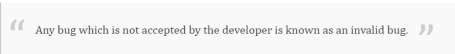 “ Any bug which is not accepted by the developer is known as an invalid bug. ”